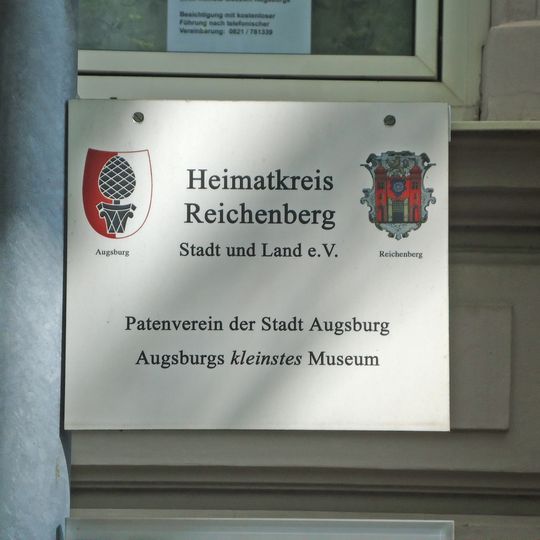 Besichtigung mit kostenloser
Führung nach telefonischer
Vereinbarung: 0821 / 781339
Heimatkreis
Reichenberg
Stadt und Land e.V.
Augsburg
Reichenberg
Patenverein der Stadt Augsburg
Augsburgs kleinstes Museum